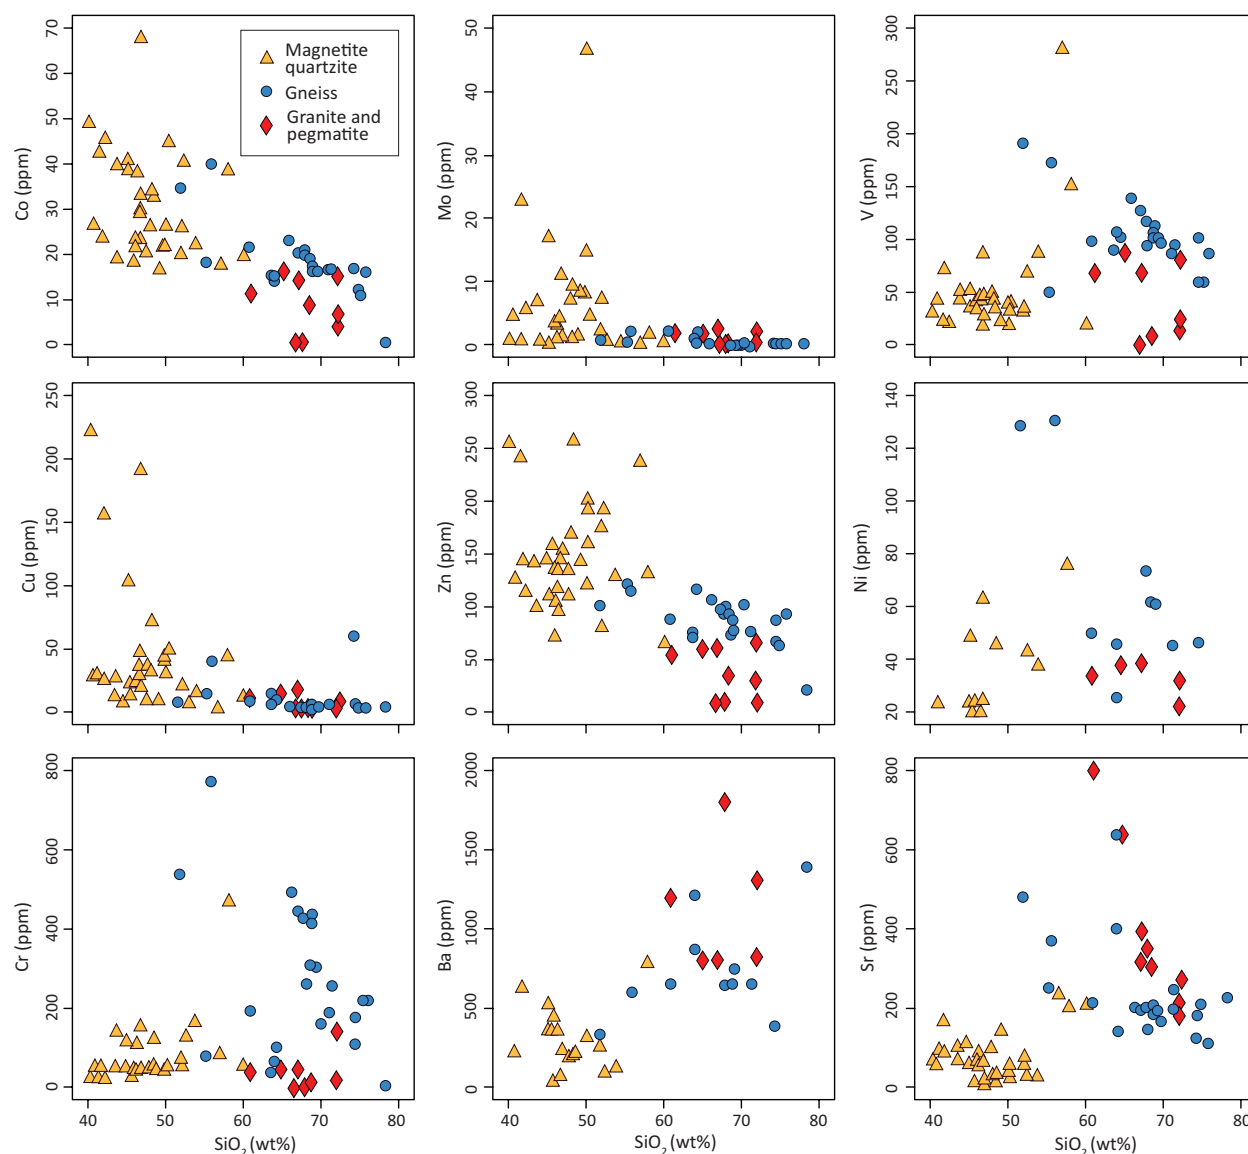 Co (ppm)
70
60
50
40
30
20
10
0
Magnetite
quartzite
Gneiss
Granite and
pegmatite
Mo (ppm)
50
40
30
20
10
0
V (ppm)
300
200
150
100
50
0
Cu (ppm)
250
200
150
100
50
0
Zn (ppm)
300
250
200
150
100
50
0
Ni (ppm)
140
120
100
80
60
40
20
Cr (ppm)
800
600
400
200
0
40 50 60 70 80
SiO2 (wt%)
Ba (ppm)
2000
1500
1000
500
0
40 50 60 70 80
SiO2 (wt%)
Sr (ppm)
800
600
400
200
0
40 50 60 70 80
SiO2 (wt%)